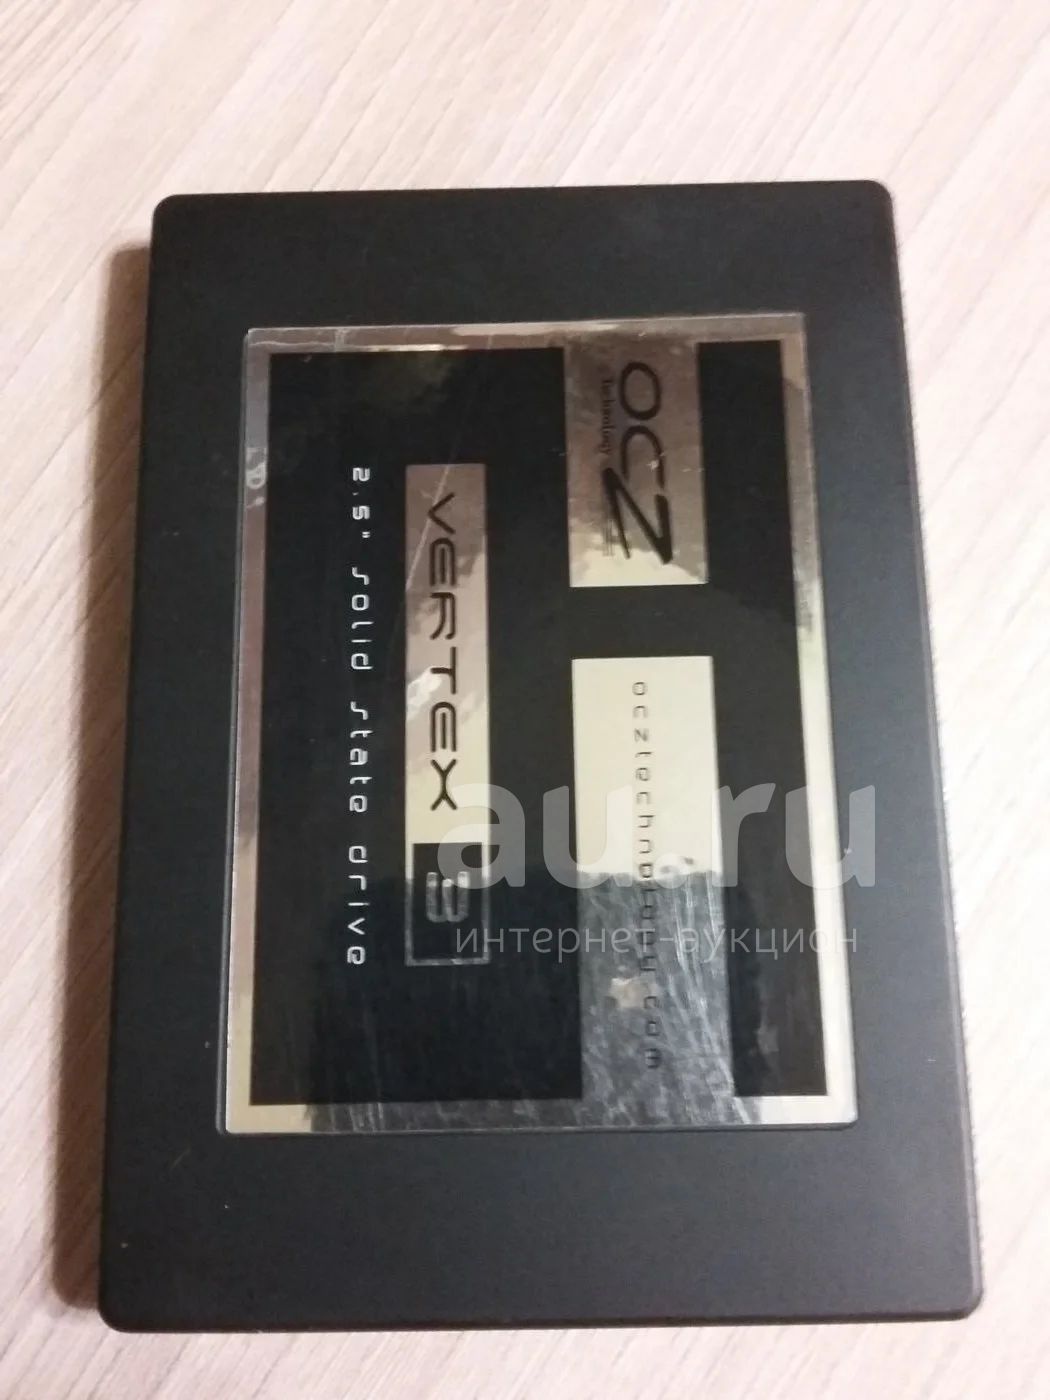 OCZ
Technology
ocztechnology.com
VERTEX 3
2.5" solid state drive
au.ru
интернет-аукцион